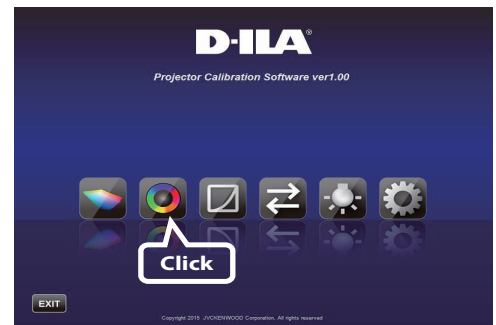 D-ILA®
Projector Calibration Software ver1.00
Click
EXIT
Copyright 2015 JVCKENWOOD Corporation, All rights reserved